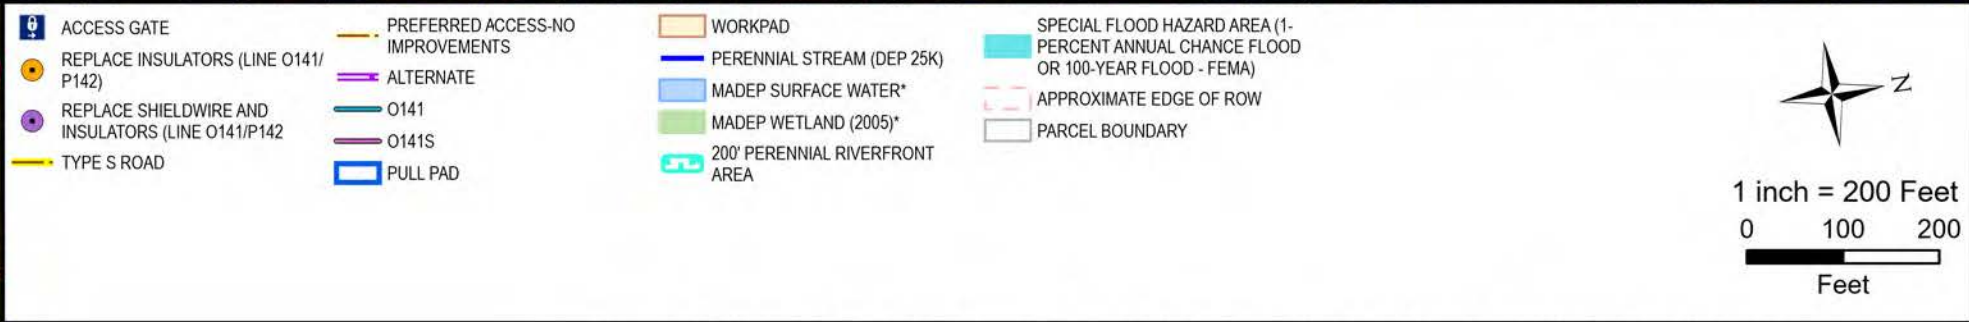 ACCESS GATE
REPLACE INSULATORS (LINE O141/
P142)
REPLACE SHIELDWIRE AND
INSULATORS (LINE O141/P142
TYPE S ROAD
PREFERRED ACCESS-NO
IMPROVEMENTS
ALTERNATE
O141
O141S
PULL PAD
WORKPAD
PERENNIAL STREAM (DEP 25K)
MADEP SURFACE WATER*
MADEP WETLAND (2005)*
200' PERENNIAL RIVERFRONT
AREA
SPECIAL FLOOD HAZARD AREA (1-
PERCENT ANNUAL CHANCE FLOOD
OR 100-YEAR FLOOD - FEMA)
APPROXIMATE EDGE OF ROW
PARCEL BOUNDARY
N
1 inch = 200 Feet
0 100 200
Feet